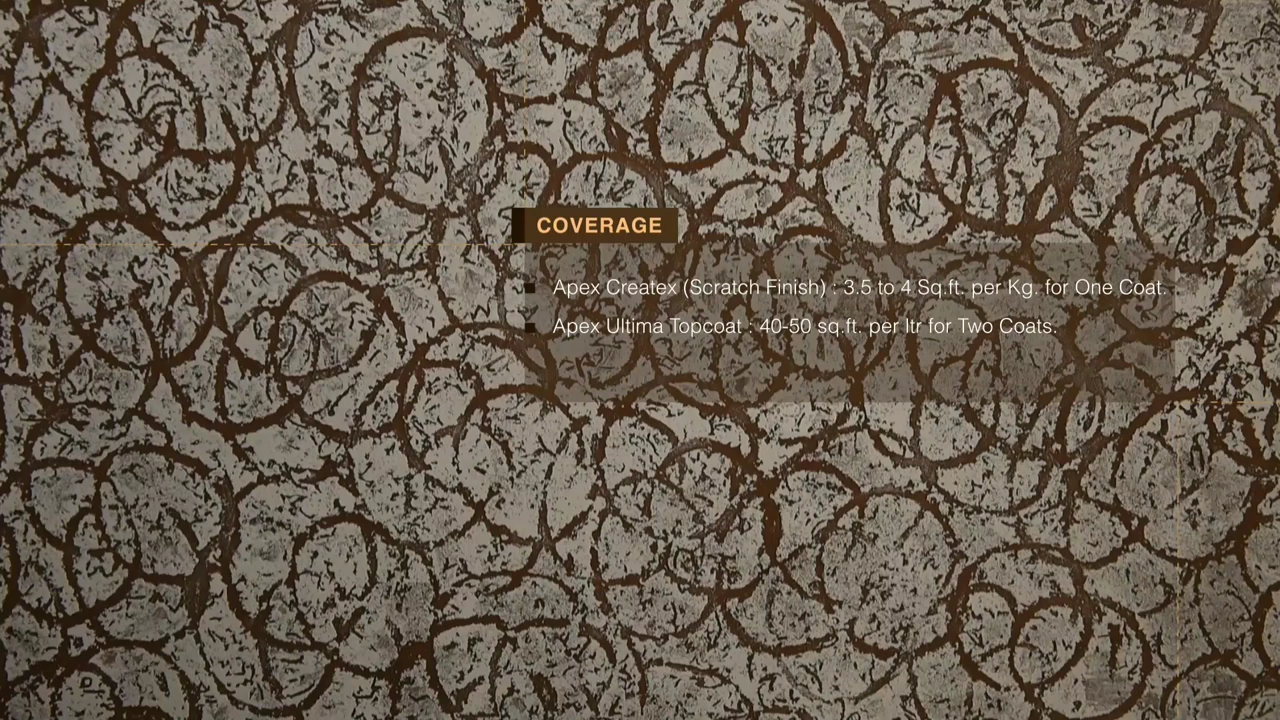 COVERAGE
Apex Createx (Scratch Finish) : 3.5 to 4 Sq.ft. per Kg. for One Coat.
Apex Ultima Topcoat : 40-50 sq.ft. per ltr for Two Coats.